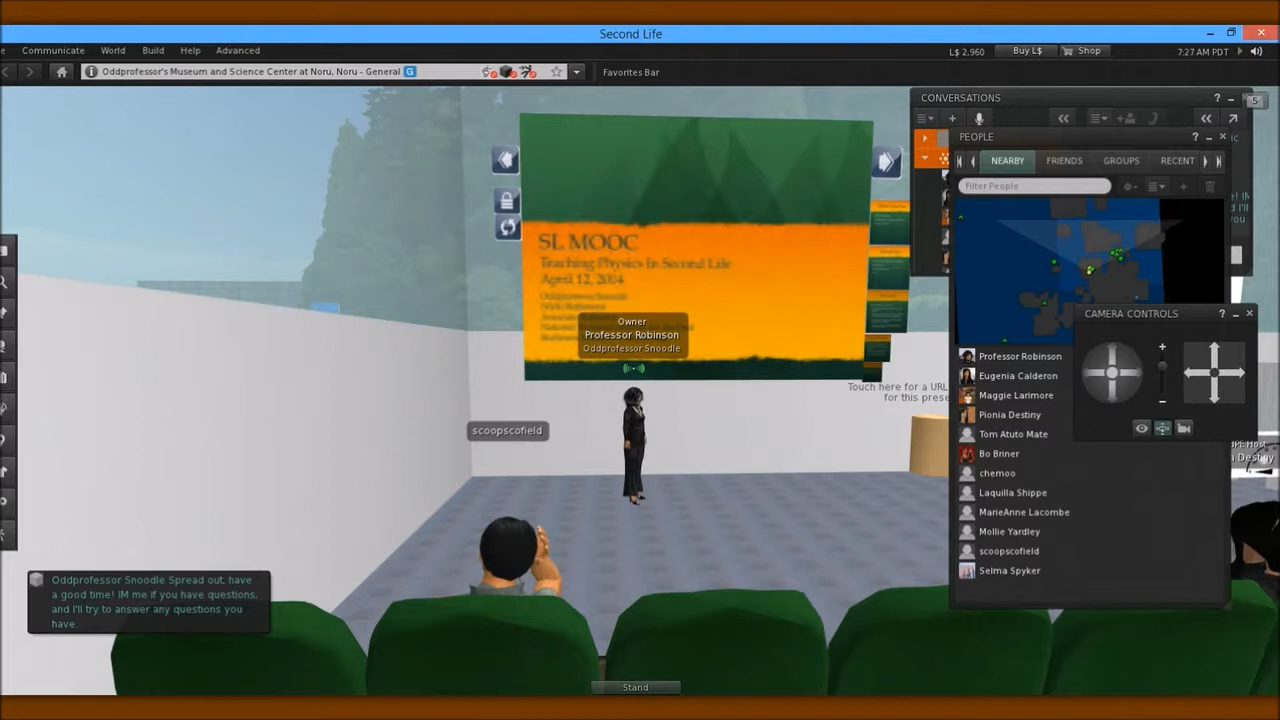 Second Life
Communicate World Build Help Advanced
L$ 2,960 Buy L$ Shop 7:27 AM PDT
Oddprofessor's Museum and Science Center at Noru, Noru - General G
Favorites Bar
CONVERSATIONS
PEOPLE
NEARBY FRIENDS GROUPS RECENT
Filter People
SL MOOC
Teaching Physics In Second Life
April 12, 2014
Oddprofessor Snoodle
Owner
Professor Robinson
Oddprofessor Snoodle
CAMERA CONTROLS
Professor Robinson
Eugenia Calderon
Maggie Larimore
Pionia Destiny
Tom Atuto Mate
Bo Briner
chemoo
Laquilla Shippe
MarieAnne Lacombe
Mollie Yardley
scoopscofield
Selma Spyker
Touch here for a URL
for this prese
scoopscofield
Oddprofessor Snoodle Spread out, have
a good time! IM me if you have questions,
and I'll try to answer any questions you
have.
Stand